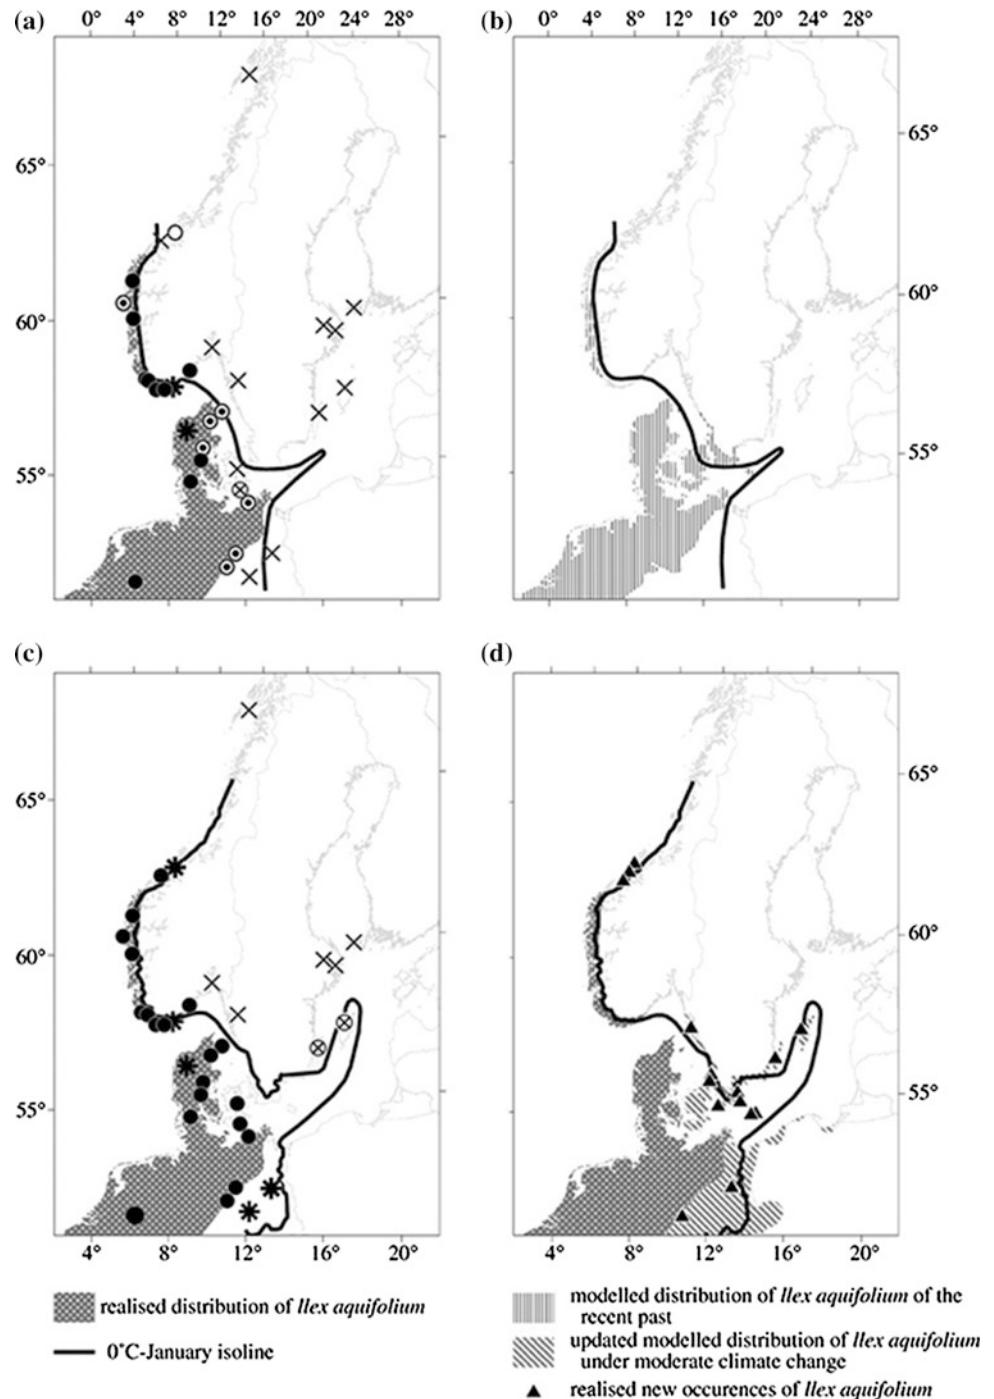 (a) 0° 4° 8° 12° 16° 20° 24° 28°
(b) 0° 4° 8° 12° 16° 20° 24° 28°
65°
65°
60°
60°
55°
55°
(c)
(d)
65°
65°
60°
60°
55°
55°
4° 8° 12° 16° 20°
4° 8° 12° 16° 20°
realised distribution of Ilex aquifolium
0°C-January isoline
modelled distribution of Ilex aquifolium of the
recent past
updated modelled distribution of Ilex aquifolium
under moderate climate change
realised new occurences of Ilex aquifolium